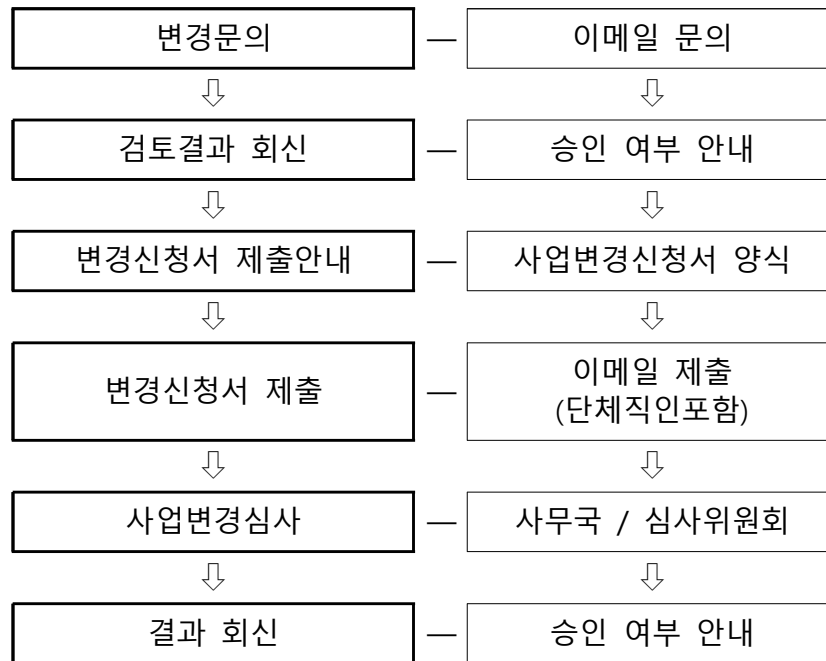 변경문의 — 이메일 문의
⇩ ⇩
검토결과 회신 — 승인 여부 안내
⇩ ⇩
변경신청서 제출안내 — 사업변경신청서 양식
⇩ ⇩
변경신청서 제출 — 이메일 제출
(단체직인포함)
⇩ ⇩
사업변경심사 — 사무국 / 심사위원회
⇩ ⇩
결과 회신 — 승인 여부 안내